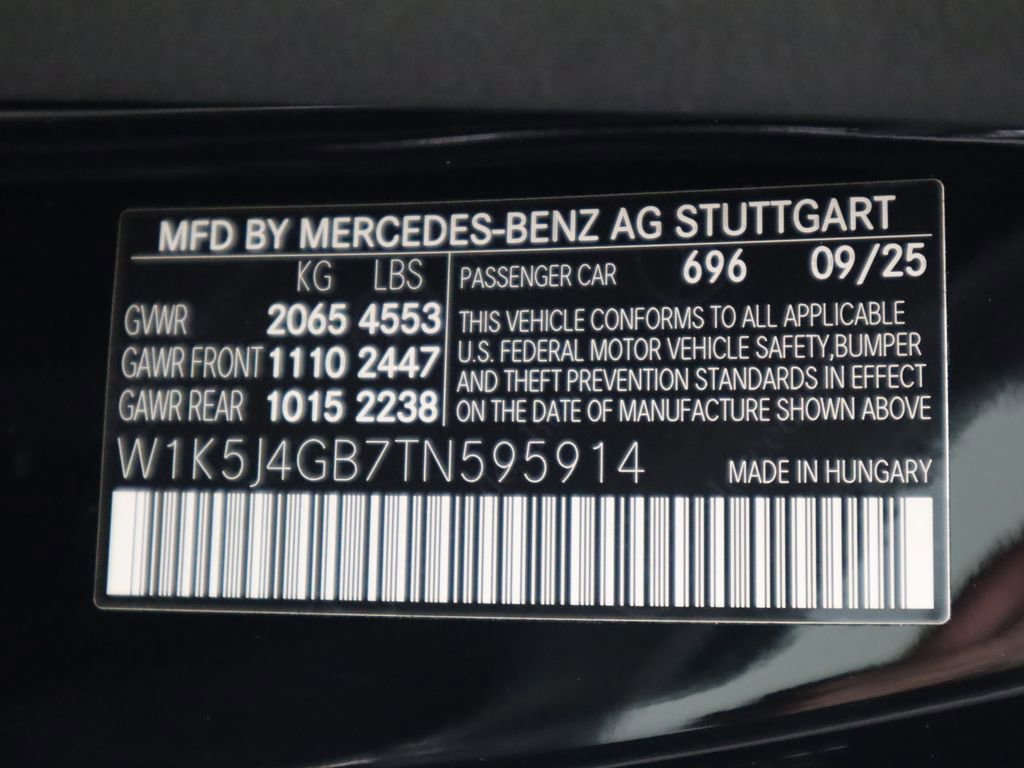 MFD BY MERCEDES-BENZ AG STUTTGART
KG LBS
GVWR 2065 4553
GAWR FRONT 1110 2447
GAWR REAR 1015 2238
PASSENGER CAR 696 09/25
THIS VEHICLE CONFORMS TO ALL APPLICABLE
U.S. FEDERAL MOTOR VEHICLE SAFETY,BUMPER
AND THEFT PREVENTION STANDARDS IN EFFECT
ON THE DATE OF MANUFACTURE SHOWN ABOVE
W1K5J4GB7TN595914
MADE IN HUNGARY